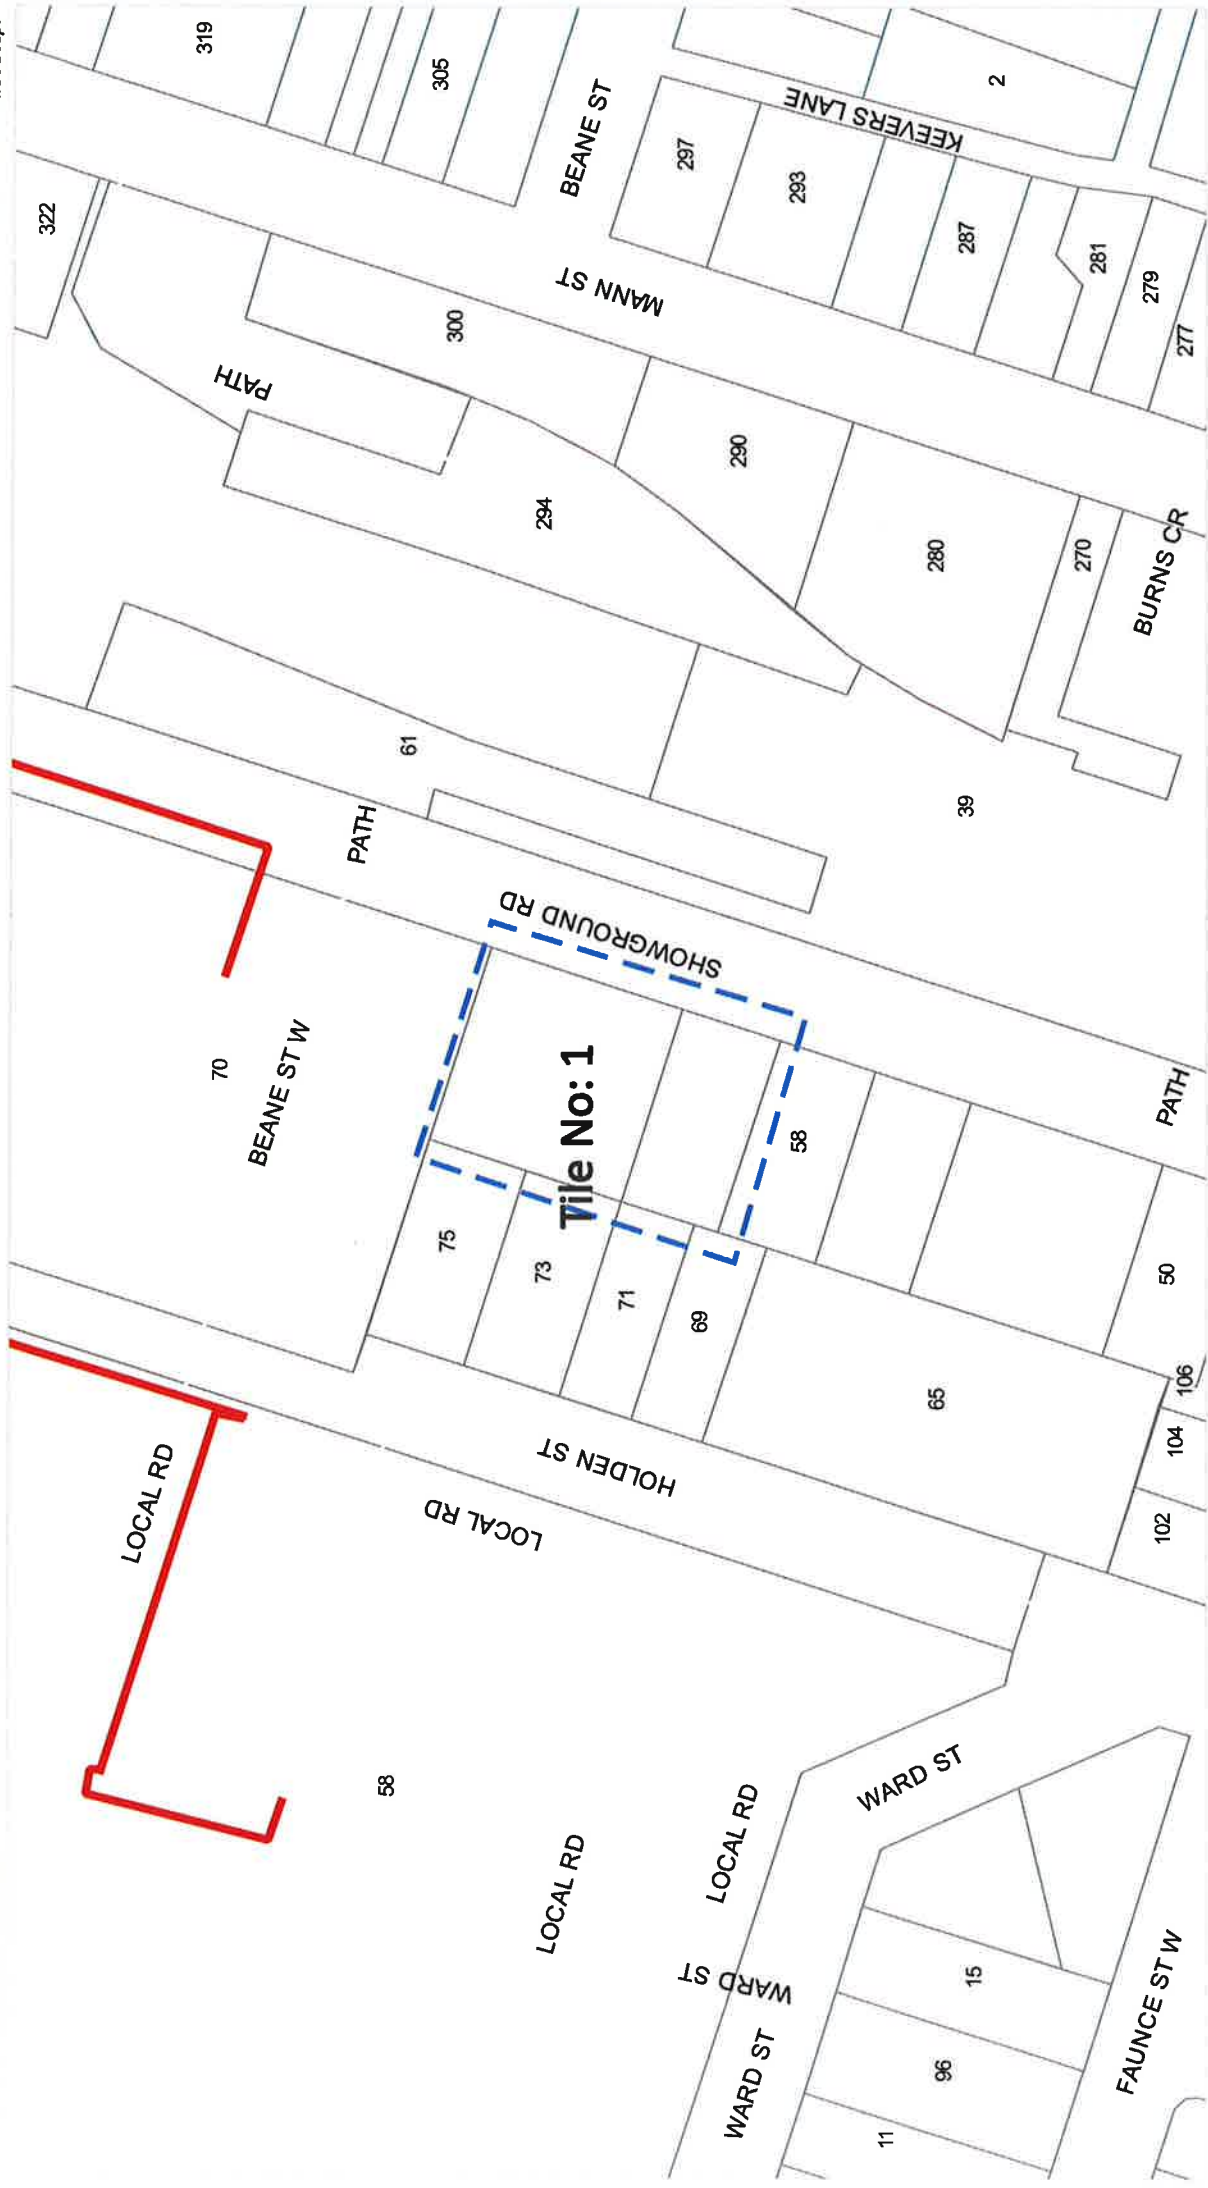 319
305
322
BEANE ST
297
293
KEEVERS LANE
2
287
281
279
277
MANN ST
300
PATH
294
290
280
270
BURNS CR
61
PATH
39
SHOWGROUND RD
70
BEANE ST W
Tile No: 1
58
PATH
75
73
71
69
65
50
106
104
102
HOLDEN ST
LOCAL RD
LOCAL RD
58
LOCAL RD
LOCAL RD
WARD ST
WARD ST
WARD ST
15
96
11
FAUNCE ST W